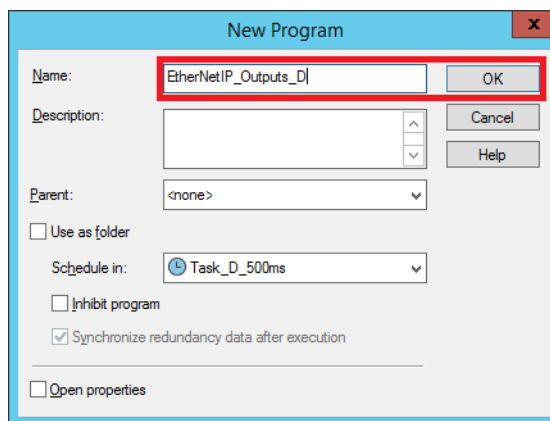 New Program
x
Name: EtherNetIP_Outputs_D OK
Description: Cancel
Help
Parent: <none>
Use as folder
Schedule in: Task_D_500ms
Inhibit program
Synchronize redundancy data after execution
Open properties